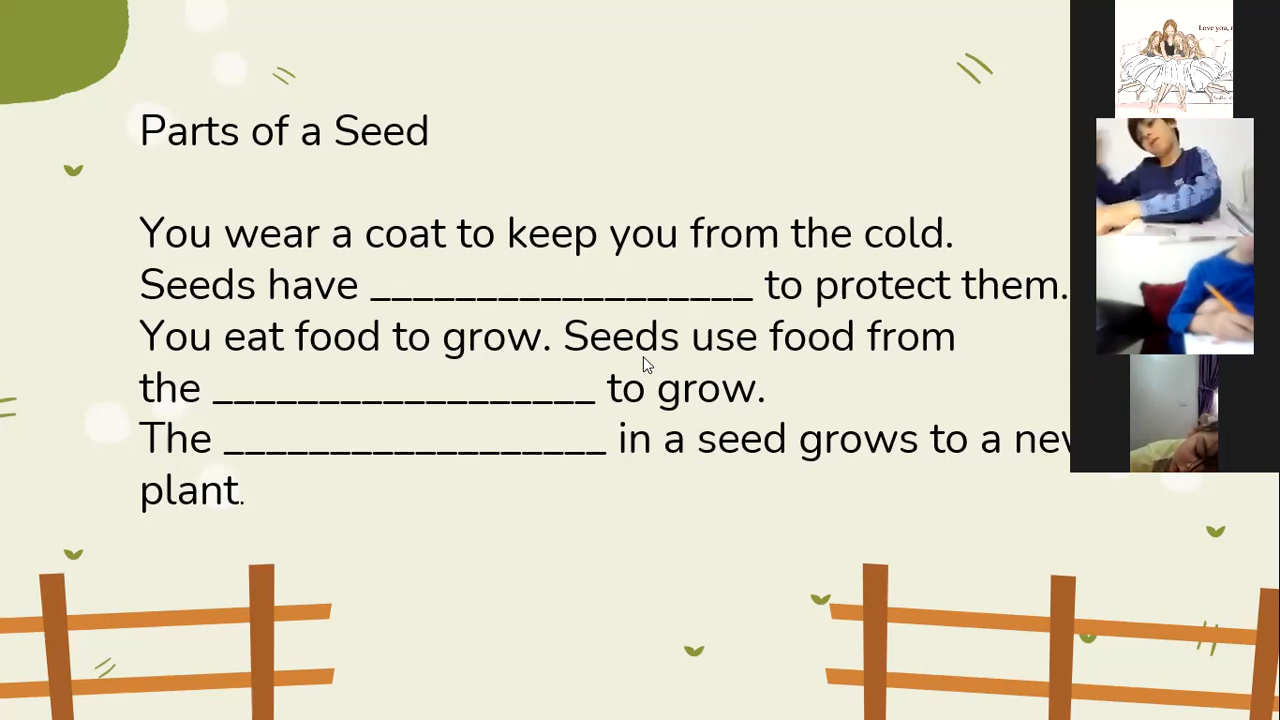 Parts of a Seed
You wear a coat to keep you from the cold.
Seeds have __________________ to protect them.
You eat food to grow. Seeds use food from
the __________________ to grow.
The __________________ in a seed grows to a new
plant.
Love you,